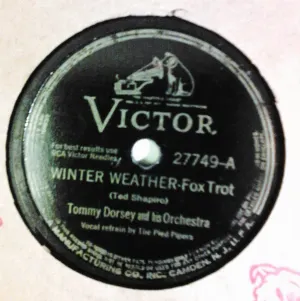 VICTOR
For best results use
RCA Victor Needles
27749-A
WINTER WEATHER-Fox Trot
(Ted Shapiro)
Tommy Dorsey and his Orchestra
Vocal refrain by The Pied Pipers
MANUFACTURING CO., INC. CAMDEN, N.J.,